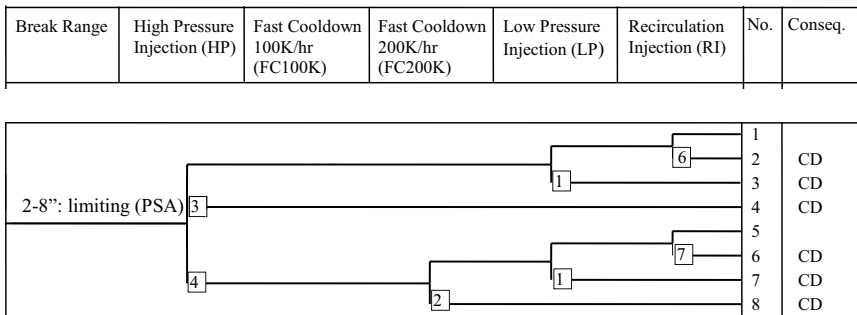 Break Range
High Pressure
Injection (HP)
Fast Cooldown
100K/hr
(FC100K)
Fast Cooldown
200K/hr
(FC200K)
Low Pressure
Injection (LP)
Recirculation
Injection (RI)
No.
Conseq.
1
6
2
CD
1
3
CD
2-8”: limiting (PSA)
3
4
CD
5
7
6
CD
4
1
7
CD
2
8
CD